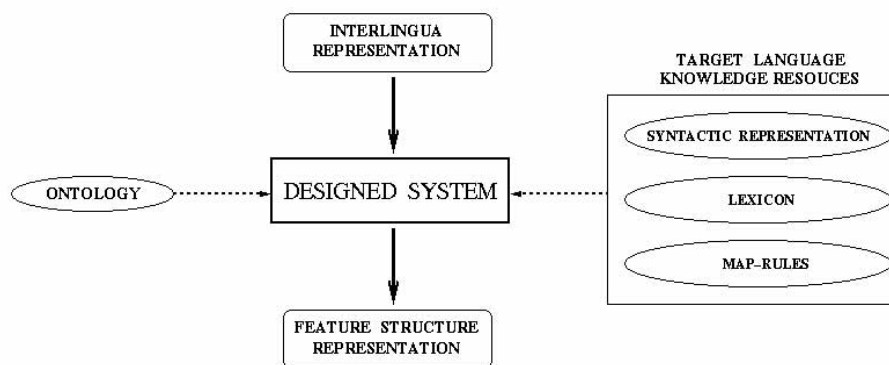 INTERLINGUA
REPRESENTATION
TARGET LANGUAGE
KNOWLEDGE RESOUCES
SYNTACTIC REPRESENTATION
ONTOLOGY
DESIGNED SYSTEM
LEXICON
MAP-RULES
FEATURE STRUCTURE
REPRESENTATION